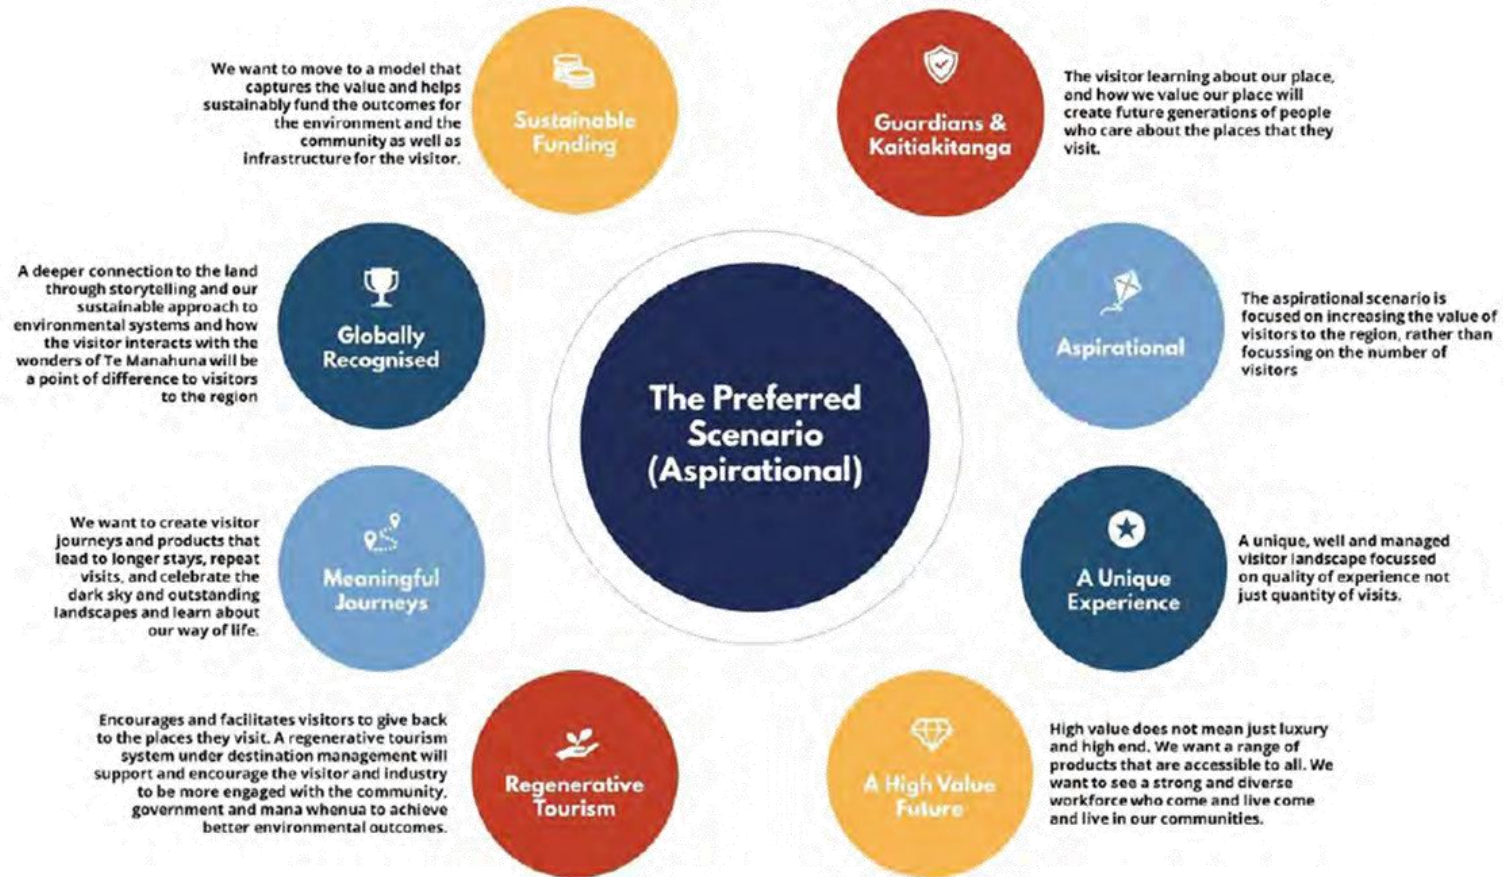 We want to move to a model that
captures the value and helps
sustainably fund the outcomes for
the environment and the
community as well as
infrastructure for the visitor.
Sustainable
Funding
Guardians &
Kaitiakitanga
The visitor learning about our place,
and how we value our place will
create future generations of people
who care about the places that they
visit.
A deeper connection to the land
through storytelling and our
sustainable approach to
environmental systems and how
the visitor interacts with the
wonders of Te Manahuna will be
a point of difference to visitors
to the region
Globally
Recognised
Aspirational
The aspirational scenario is
focused on increasing the value of
visitors to the region, rather than
focussing on the number of
visitors
The Preferred
Scenario
(Aspirational)
We want to create visitor
journeys and products that
lead to longer stays, repeat
visits, and celebrate the
dark sky and outstanding
landscapes and learn about
our way of life.
Meaningful
Journeys
A Unique
Experience
A unique, well and managed
visitor landscape focussed
on quality of experience not
just quantity of visits.
Encourages and facilitates visitors to give back
to the places they visit. A regenerative tourism
system under destination management will
support and encourage the visitor and industry
to be more engaged with the community,
government and mana whenua to achieve
better environmental outcomes.
Regenerative
Tourism
A High Value
Future
High value does not mean just luxury
and high end. We want a range of
products that are accessible to all. We
want to see a strong and diverse
workforce who come and live come
and live in our communities.